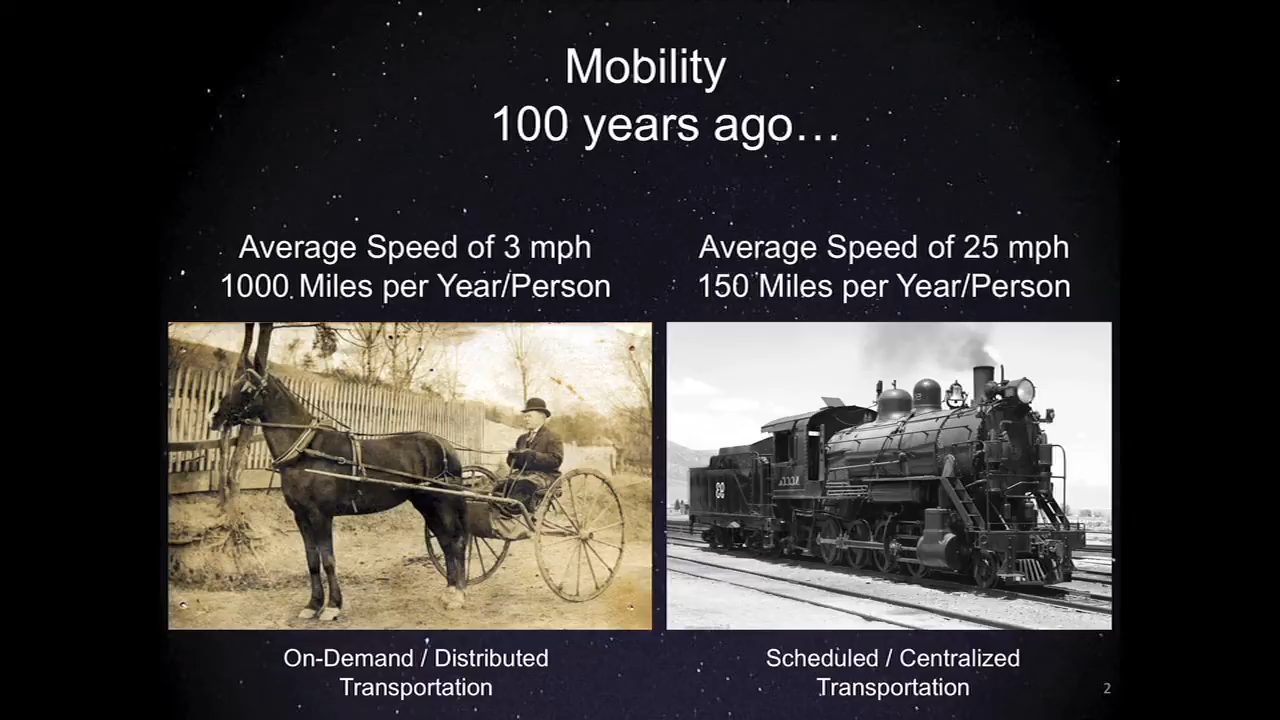 Mobility
100 years ago…
Average Speed of 3 mph
1000 Miles per Year/Person
Average Speed of 25 mph
150 Miles per Year/Person
On-Demand / Distributed
Transportation
Scheduled / Centralized
Transportation
2